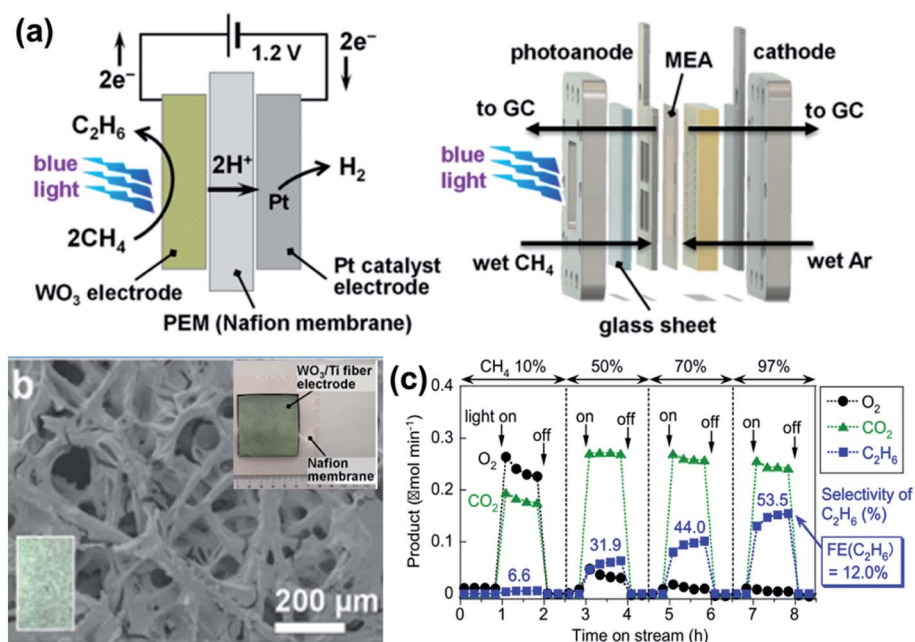 (a)
1.2 V
2e⁻
2e⁻
C₂H₆
blue
light
2CH₄
2H⁺
Pt
H₂
WO₃ electrode
Pt catalyst
electrode
PEM (Nafion membrane)
photoanode
MEA
cathode
to GC
to GC
blue
light
wet CH₄
wet Ar
glass sheet
b
WO₃/Ti fiber
electrode
Nafion
membrane
200 μm
(c)
CH₄ 10%
50%
70%
97%
Product (▯mol min⁻¹)
0.4
0.3
0.2
0.1
0
light on
off
on
off
on
off
on
off
O₂
CO₂
6.6
31.9
44.0
53.5
0 1 2 3 4 5 6 7 8
Time on stream (h)
O₂
CO₂
C₂H₆
Selectivity of
C₂H₆ (%)
FE(C₂H₆)
= 12.0%